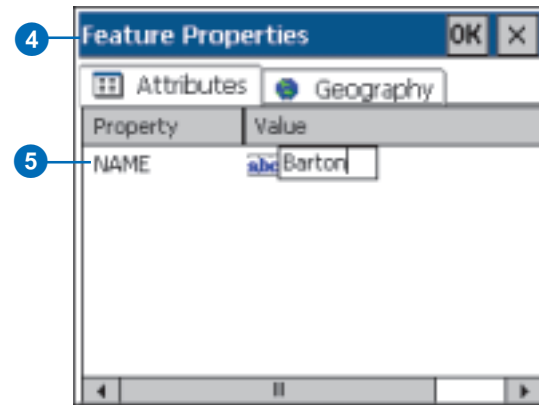 4 Feature Properties OK ×
Attributes Geography
Property Value
5 NAME abc Barton